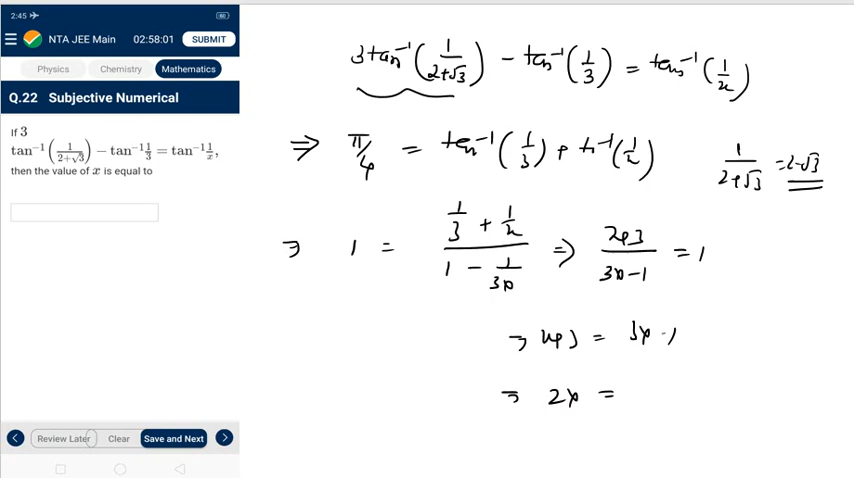 2:45
NTA JEE Main 02:58:01 SUBMIT
Physics Chemistry Mathematics
Q.22 Subjective Numerical
If 3
tan⁻¹(1/(2+√3)) − tan⁻¹ 1/3 = tan⁻¹ 1/x,
then the value of x is equal to
Review Later Clear Save and Next
3tan⁻¹(1/(2+√3)) − tan⁻¹(1/3) = tan⁻¹(1/x)
⇒ π/4 = tan⁻¹(1/3) + tan⁻¹(1/x)
1/(2+√3) = 2-√3
⇒ 1 = (1/3 + 1/x)/(1 − 1/3x) ⇒ (x+3)/(3x−1) = 1
⇒ x+3 = 3x-1
⇒ 2x =